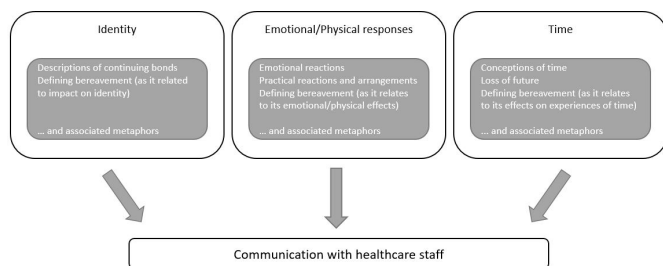 Identity
Descriptions of continuing bonds
Defining bereavement (as it related
to impact on identity)
... and associated metaphors
Emotional/Physical responses
Emotional reactions
Practical reactions and arrangements
Defining bereavement (as it relates
to its emotional/physical effects)
... and associated metaphors
Time
Conceptions of time
Loss of future
Defining bereavement (as it relates
to its effects on experiences of time)
... and associated metaphors
Communication with healthcare staff